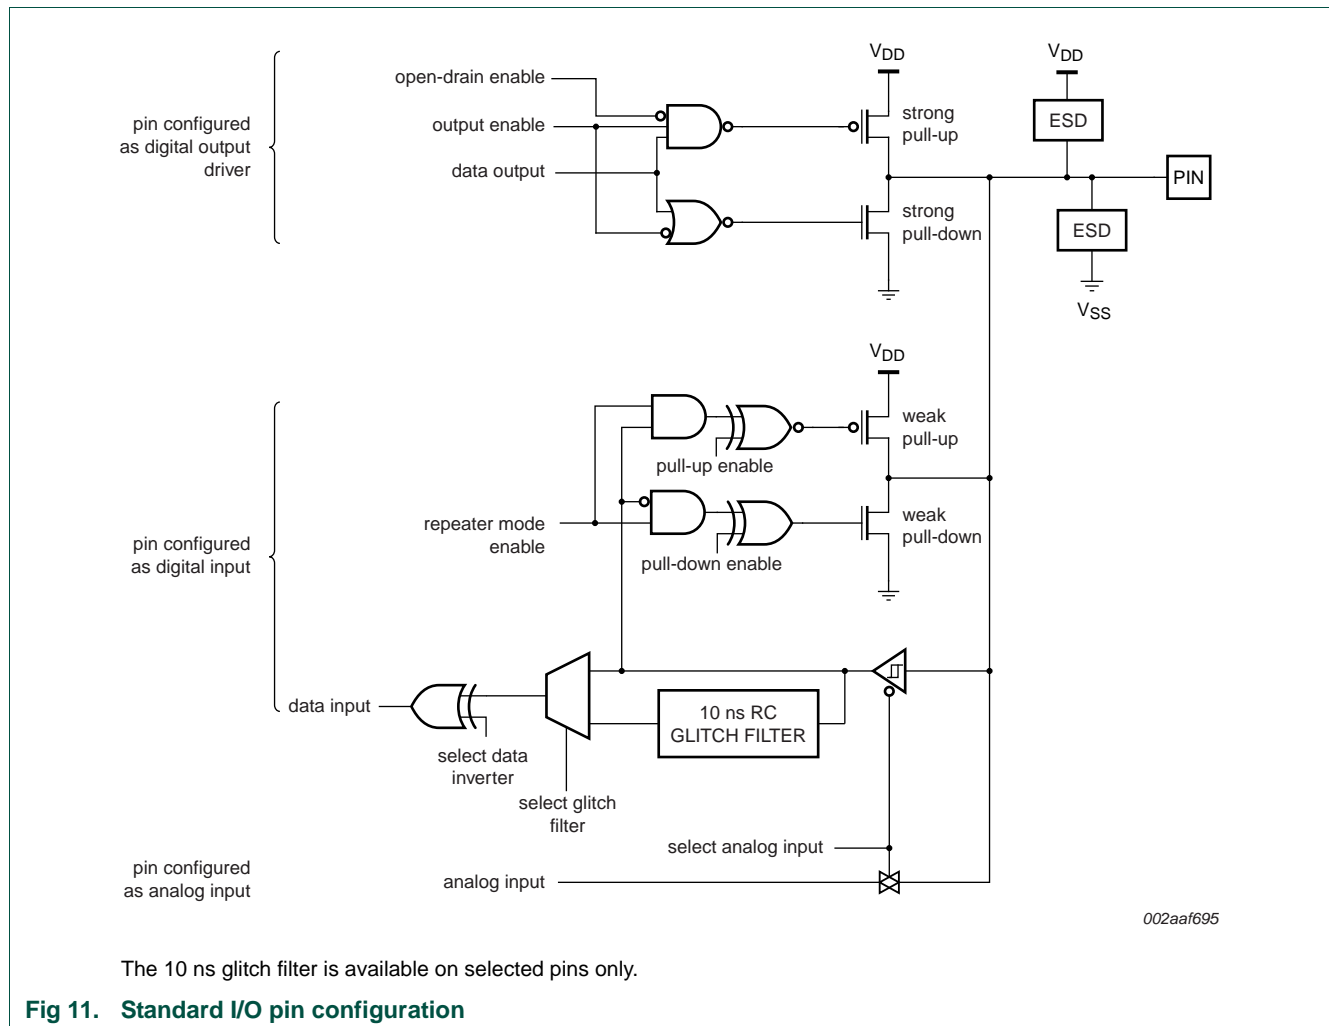 VDD
VDD
open-drain enable
strong
pull-up
ESD
pin configured
as digital output
driver
output enable
data output
PIN
strong
pull-down
ESD
VSS
VDD
weak
pull-up
pull-up enable
repeater mode
enable
weak
pull-down
pull-down enable
pin configured
as digital input
data input
10 ns RC
GLITCH FILTER
select data
inverter
select glitch
filter
select analog input
pin configured
as analog input
analog input
002aaf695
The 10 ns glitch filter is available on selected pins only.
Fig 11. Standard I/O pin configuration